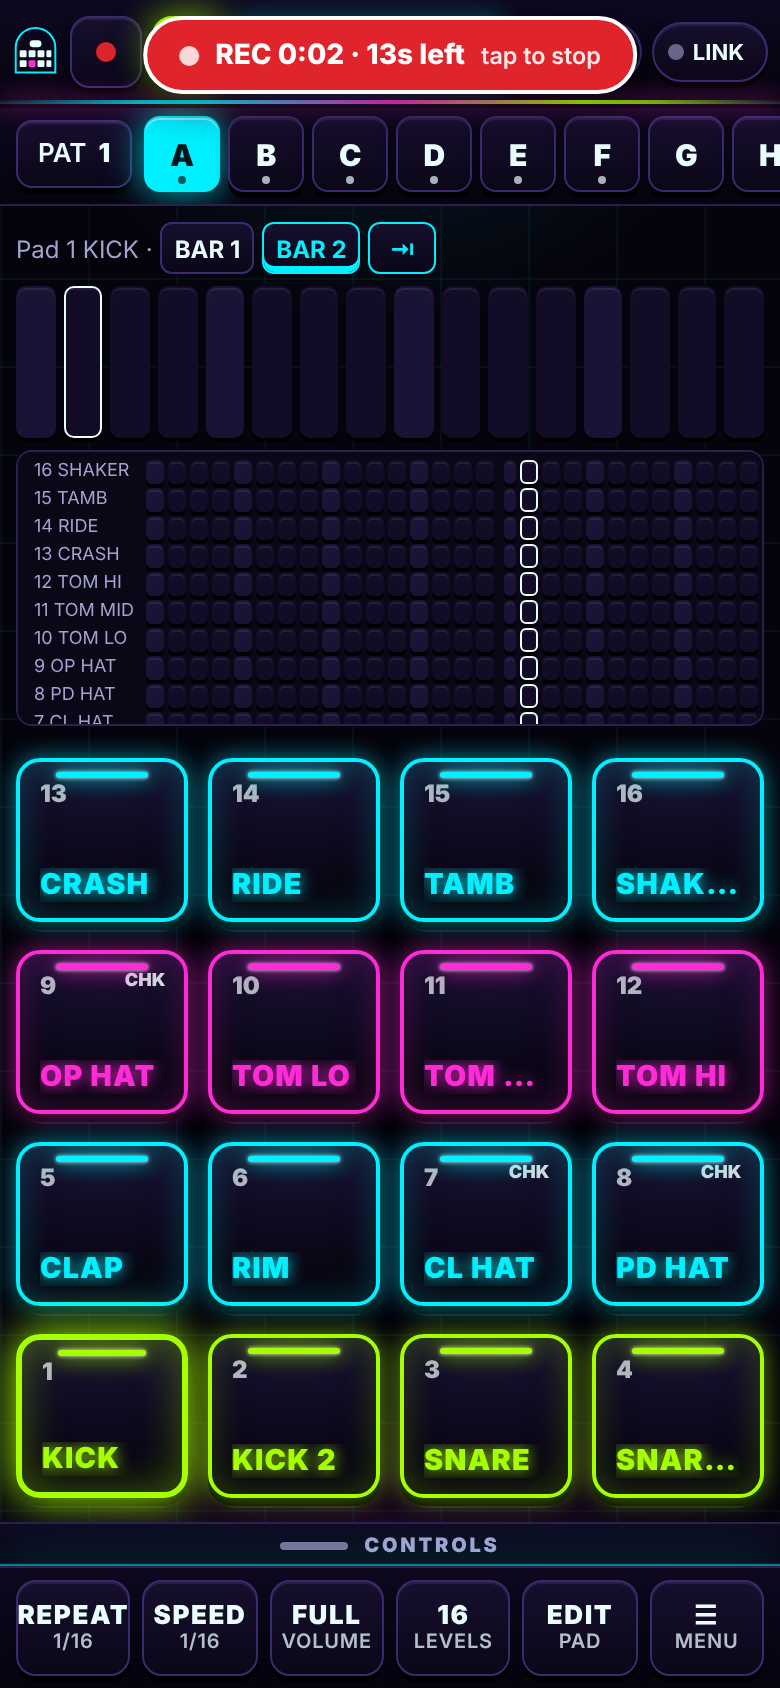 REC 0:02 · 13s left tap to stop
LINK
PAT 1 A B C D E F G H
Pad 1 KICK · BAR 1 BAR 2 ⇥
16 SHAKER
15 TAMB
14 RIDE
13 CRASH
12 TOM HI
11 TOM MID
10 TOM LO
9 OP HAT
8 PD HAT
7 CL HAT
13 14 15 16
CRASH RIDE TAMB SHAK...
9 CHK 10 11 12
OP HAT TOM LO TOM ... TOM HI
5 6 7 CHK 8 CHK
CLAP RIM CL HAT PD HAT
1 2 3 4
KICK KICK 2 SNARE SNAR...
CONTROLS
REPEAT SPEED FULL 16 EDIT ☰
1/16 1/16 VOLUME LEVELS PAD MENU